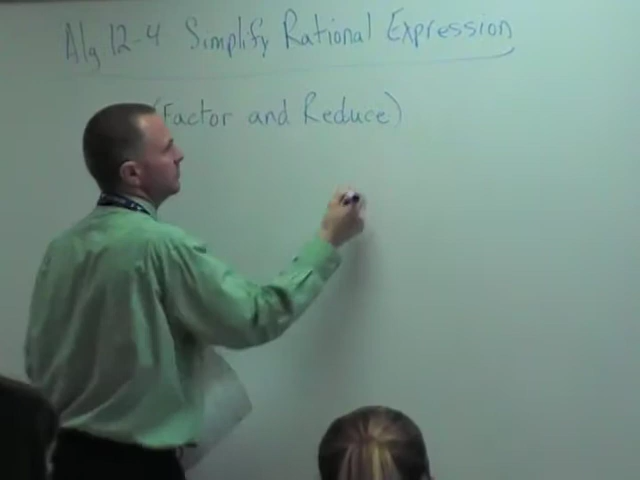 Alg 12-4 Simplify Rational Expression
(Factor and Reduce)